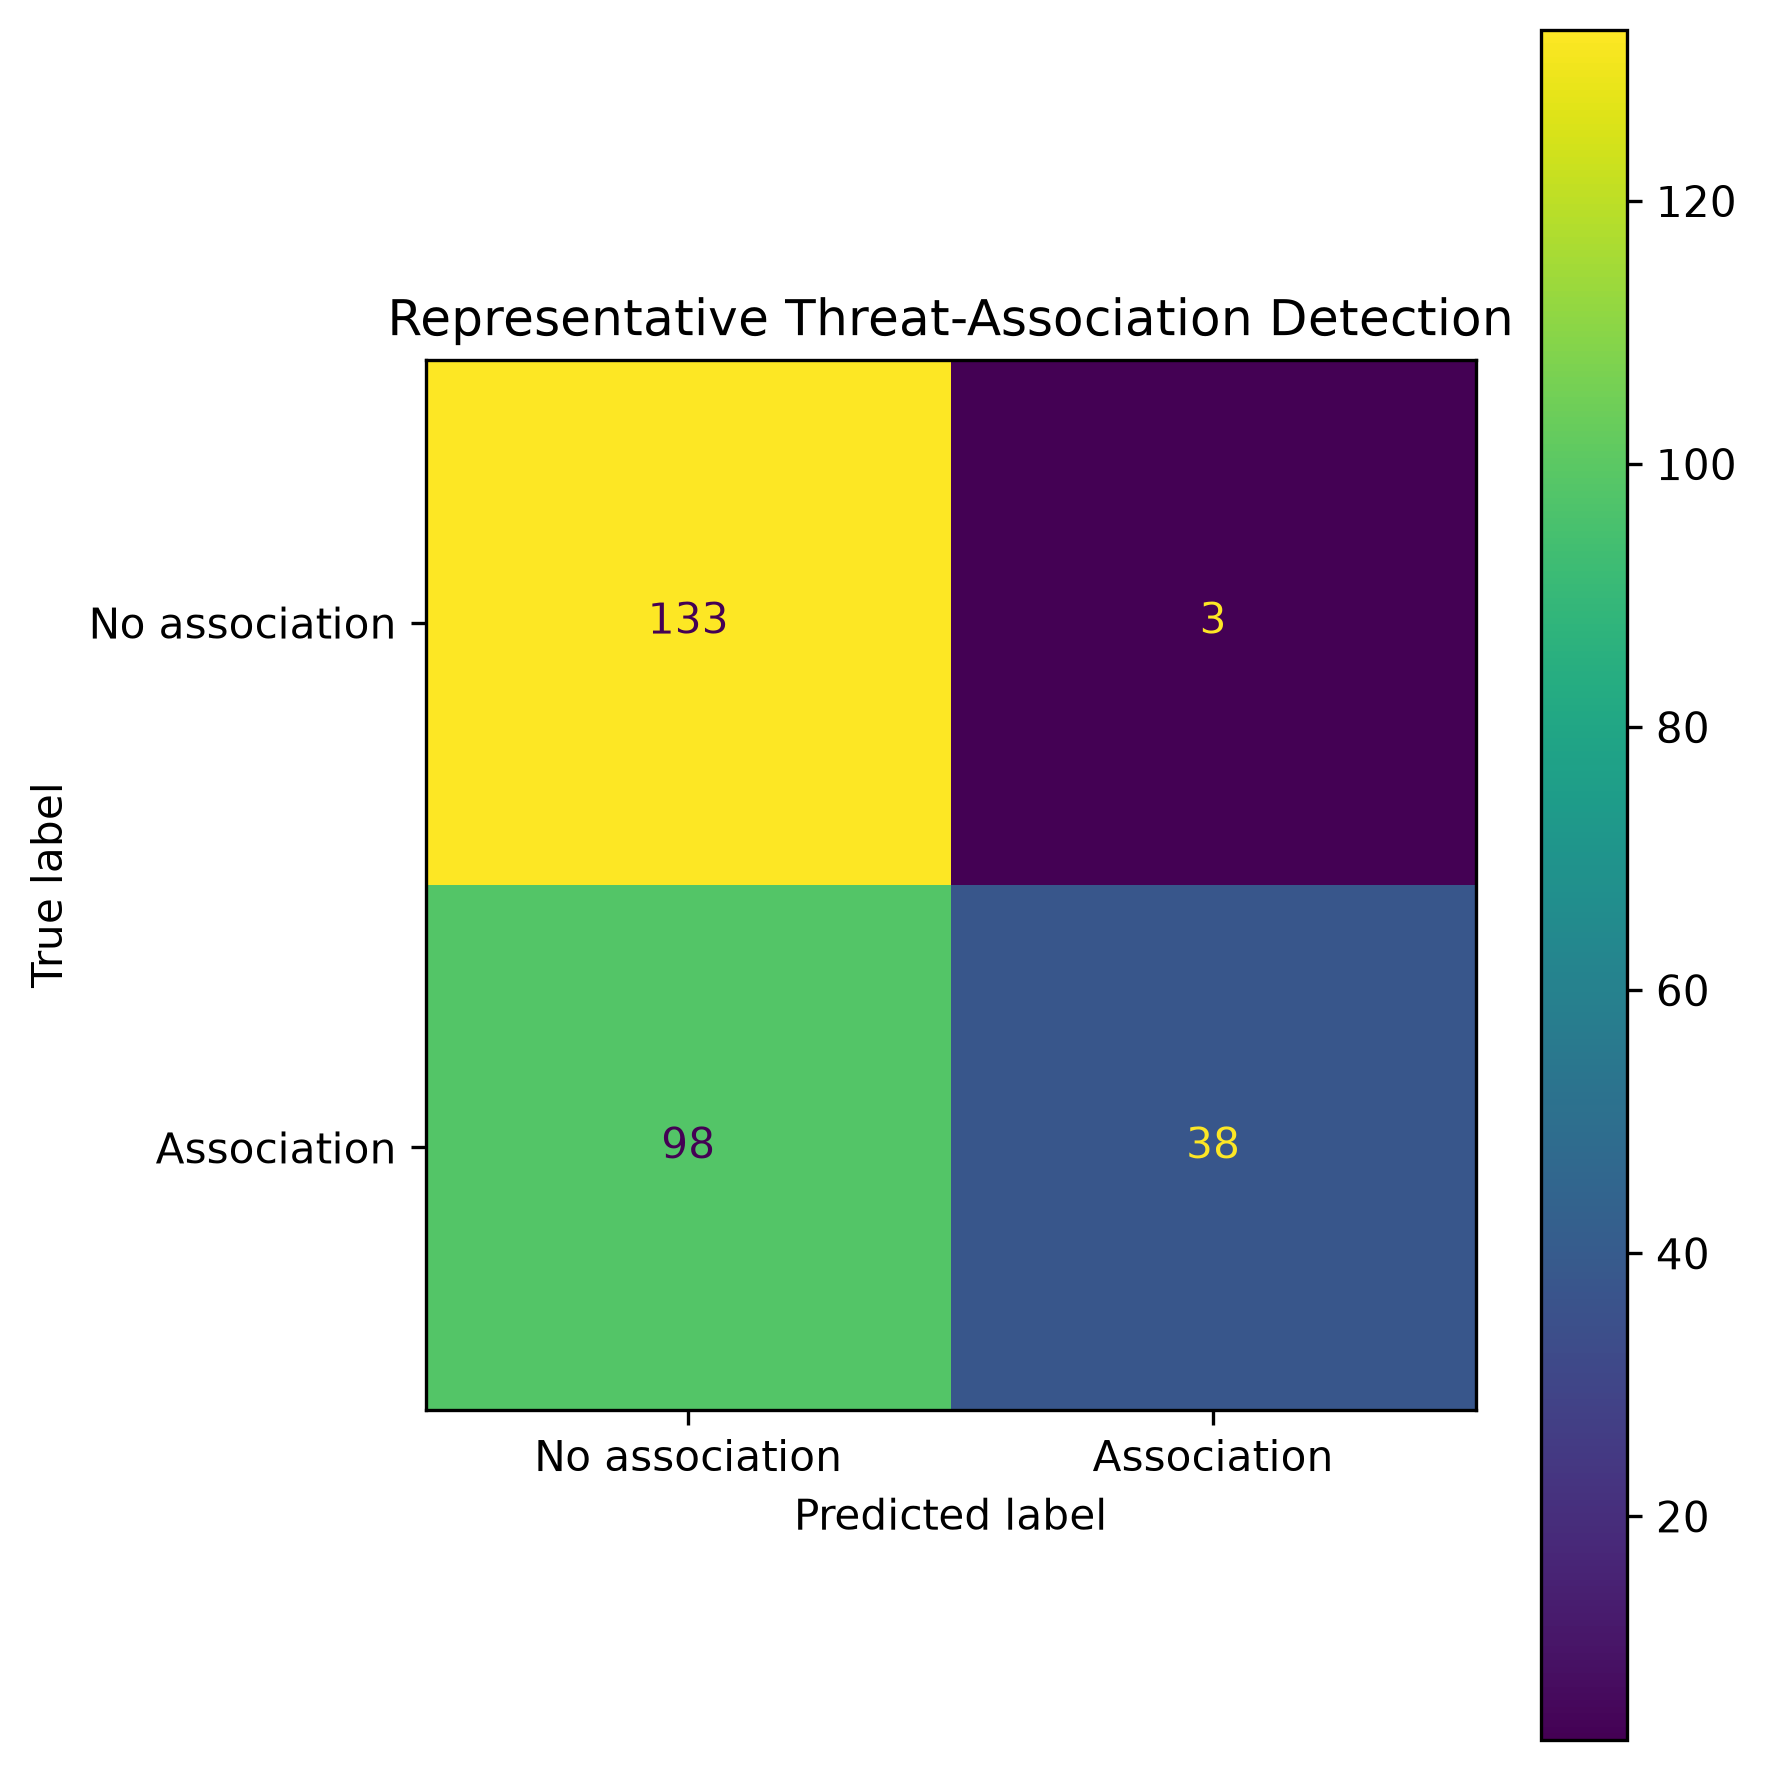 Representative Threat-Association Detection
True label
No association
133
3
Association
98
38
No association
Association
Predicted label
120
100
80
60
40
20